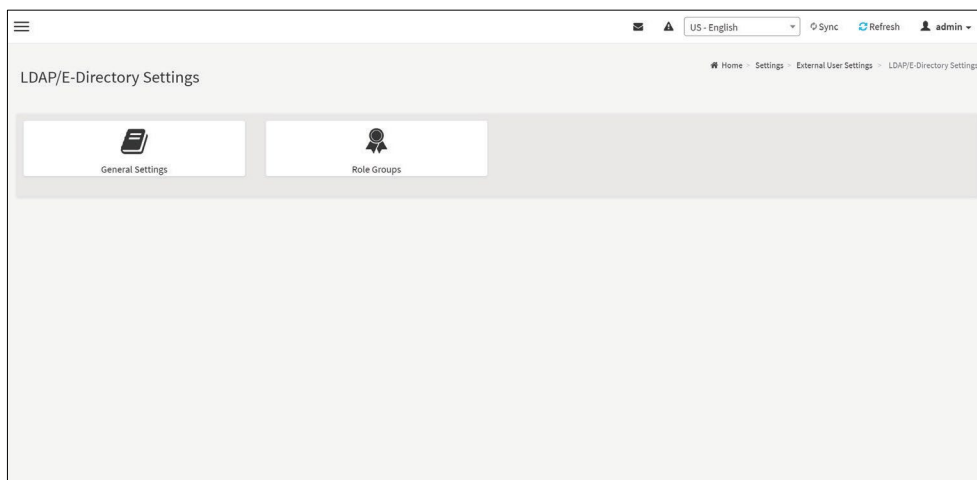 US - English Sync Refresh admin
LDAP/E-Directory Settings
Home > Settings > External User Settings > LDAP/E-Directory Settings
General Settings
Role Groups